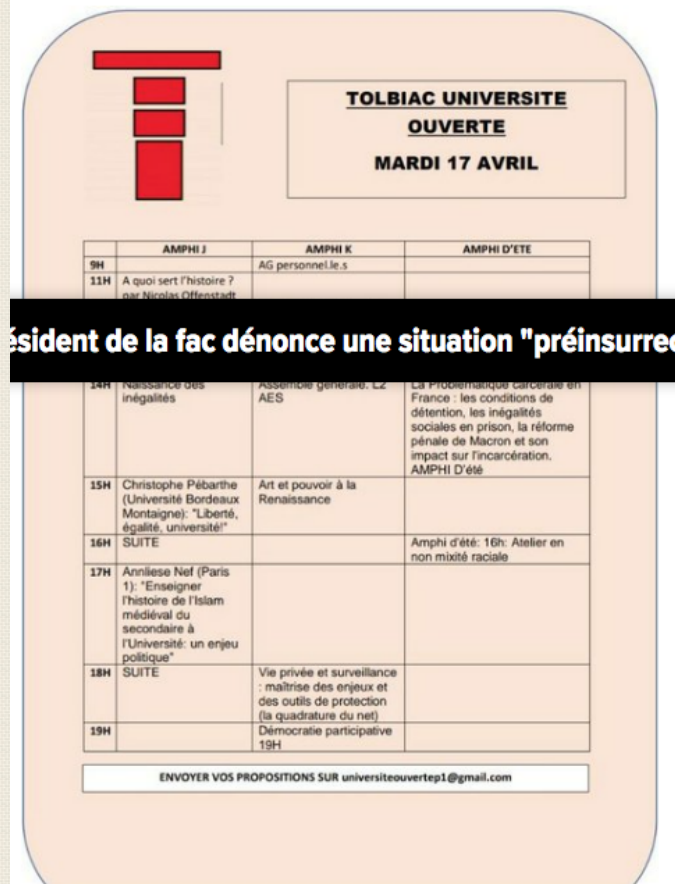 TOLBIAC UNIVERSITE
OUVERTE
MARDI 17 AVRIL
AMPHI J AMPHI K AMPHI D'ETE
9H AG personnel.le.s
11H A quoi sert l'histoire ?
par Nicolas Offenstadt
ésident de la fac dénonce une situation "préinsurrec
14H Naissance des
inégalités
Assemblé générale. L2
AES
La Problématique carcérale en
France : les conditions de
détention, les inégalités
sociales en prison, la réforme
pénale de Macron et son
impact sur l'incarcération.
AMPHI D'été
15H Christophe Pébarthe
(Université Bordeaux
Montaigne): "Liberté,
égalité, université!"
Art et pouvoir à la
Renaissance
16H SUITE
Amphi d'été: 16h: Atelier en
non mixité raciale
17H Annliese Nef (Paris
1): "Enseigner
l'histoire de l'Islam
médiéval du
secondaire à
l'Université: un enjeu
politique"
18H SUITE
Vie privée et surveillance
: maîtrise des enjeux et
des outils de protection
(la quadrature du net)
19H
Démocratie participative
19H
ENVOYER VOS PROPOSITIONS SUR universiteouvertep1@gmail.com